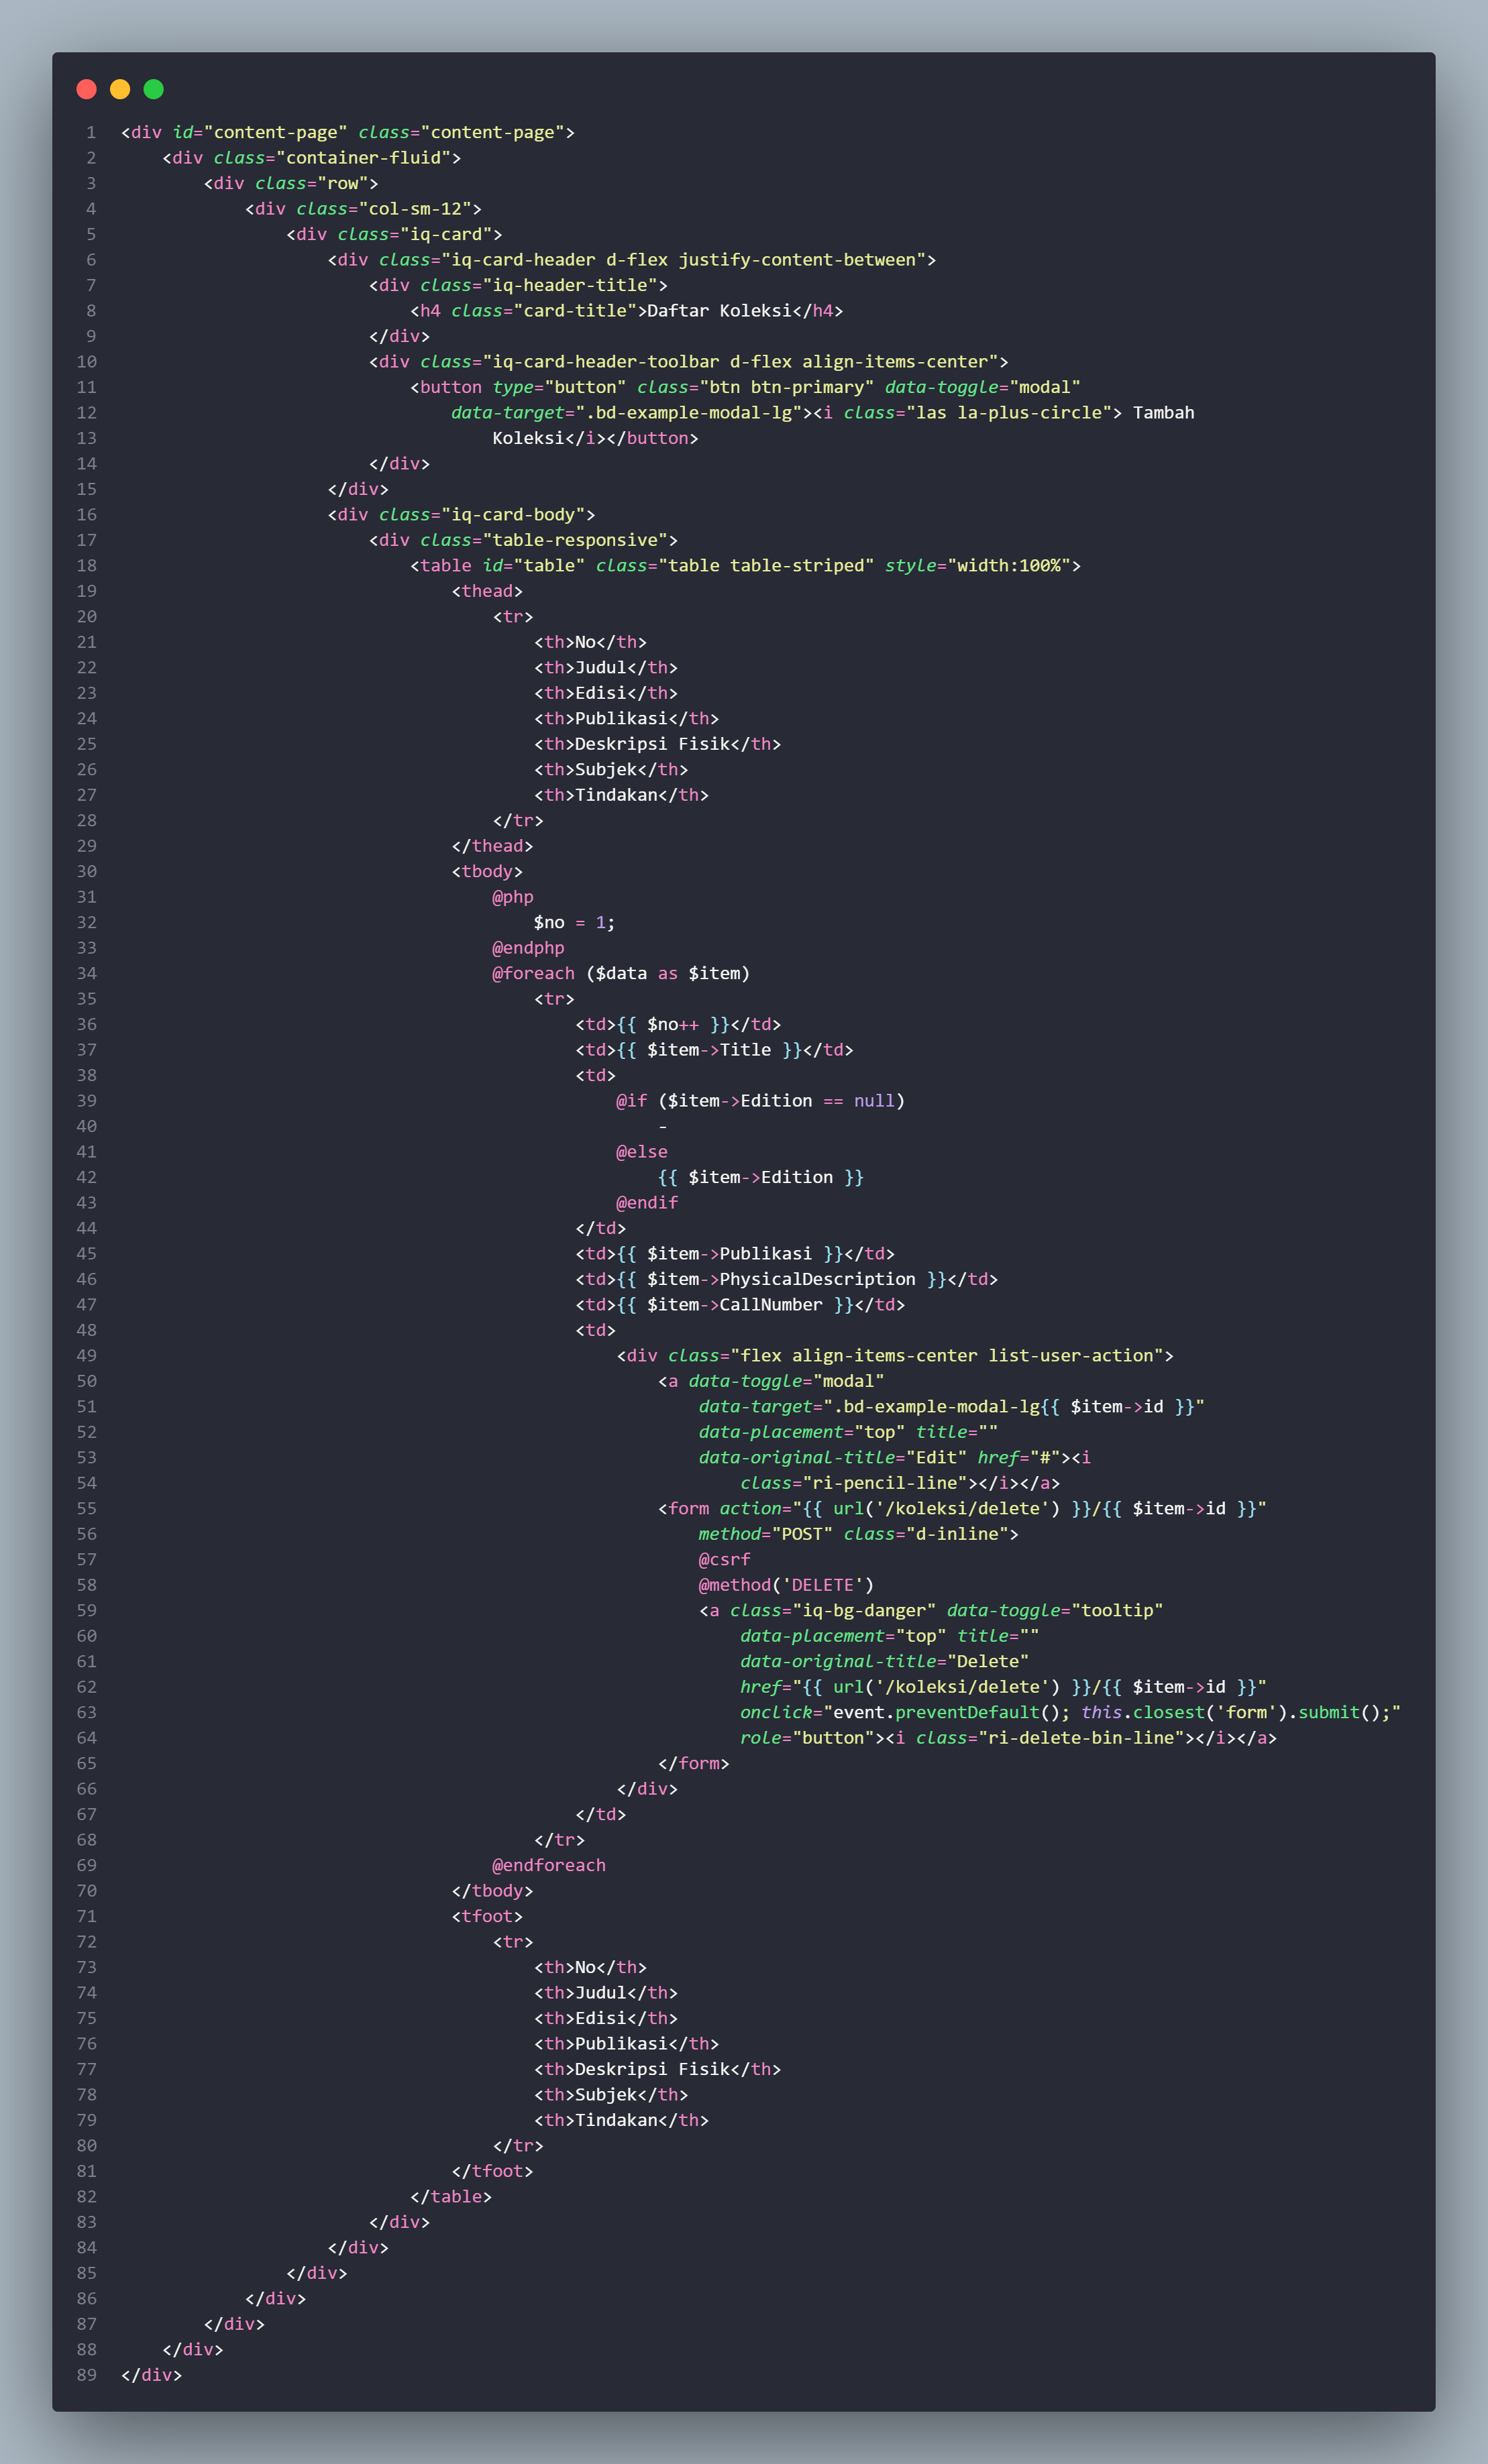 1 <div id="content-page" class="content-page">
2     <div class="container-fluid">
3         <div class="row">
4             <div class="col-sm-12">
5                 <div class="iq-card">
6                     <div class="iq-card-header d-flex justify-content-between">
7                         <div class="iq-header-title">
8                             <h4 class="card-title">Daftar Koleksi</h4>
9                         </div>
10                         <div class="iq-card-header-toolbar d-flex align-items-center">
11                             <button type="button" class="btn btn-primary" data-toggle="modal"
12                                 data-target=".bd-example-modal-lg"><i class="las la-plus-circle"> Tambah
13                                     Koleksi</i></button>
14                         </div>
15                     </div>
16                     <div class="iq-card-body">
17                         <div class="table-responsive">
18                             <table id="table" class="table table-striped" style="width:100%">
19                                 <thead>
20                                     <tr>
21                                         <th>No</th>
22                                         <th>Judul</th>
23                                         <th>Edisi</th>
24                                         <th>Publikasi</th>
25                                         <th>Deskripsi Fisik</th>
26                                         <th>Subjek</th>
27                                         <th>Tindakan</th>
28                                     </tr>
29                                 </thead>
30                                 <tbody>
31                                     @php
32                                         $no = 1;
33                                     @endphp
34                                     @foreach ($data as $item)
35                                         <tr>
36                                             <td>{{ $no++ }}</td>
37                                             <td>{{ $item->Title }}</td>
38                                             <td>
39                                                 @if ($item->Edition == null)
40                                                     -
41                                                 @else
42                                                     {{ $item->Edition }}
43                                                 @endif
44                                             </td>
45                                             <td>{{ $item->Publikasi }}</td>
46                                             <td>{{ $item->PhysicalDescription }}</td>
47                                             <td>{{ $item->CallNumber }}</td>
48                                             <td>
49                                                 <div class="flex align-items-center list-user-action">
50                                                     <a data-toggle="modal"
51                                                         data-target=".bd-example-modal-lg{{ $item->id }}"
52                                                         data-placement="top" title=""
53                                                         data-original-title="Edit" href="#"><i
54                                                             class="ri-pencil-line"></i></a>
55                                                     <form action="{{ url('/koleksi/delete') }}/{{ $item->id }}"
56                                                         method="POST" class="d-inline">
57                                                         @csrf
58                                                         @method('DELETE')
59                                                         <a class="iq-bg-danger" data-toggle="tooltip"
60                                                             data-placement="top" title=""
61                                                             data-original-title="Delete"
62                                                             href="{{ url('/koleksi/delete') }}/{{ $item->id }}"
63                                                             onclick="event.preventDefault(); this.closest('form').submit();"
64                                                             role="button"><i class="ri-delete-bin-line"></i></a>
65                                                     </form>
66                                                 </div>
67                                             </td>
68                                         </tr>
69                                     @endforeach
70                                 </tbody>
71                                 <tfoot>
72                                     <tr>
73                                         <th>No</th>
74                                         <th>Judul</th>
75                                         <th>Edisi</th>
76                                         <th>Publikasi</th>
77                                         <th>Deskripsi Fisik</th>
78                                         <th>Subjek</th>
79                                         <th>Tindakan</th>
80                                     </tr>
81                                 </tfoot>
82                             </table>
83                         </div>
84                     </div>
85                 </div>
86             </div>
87         </div>
88     </div>
89 </div>